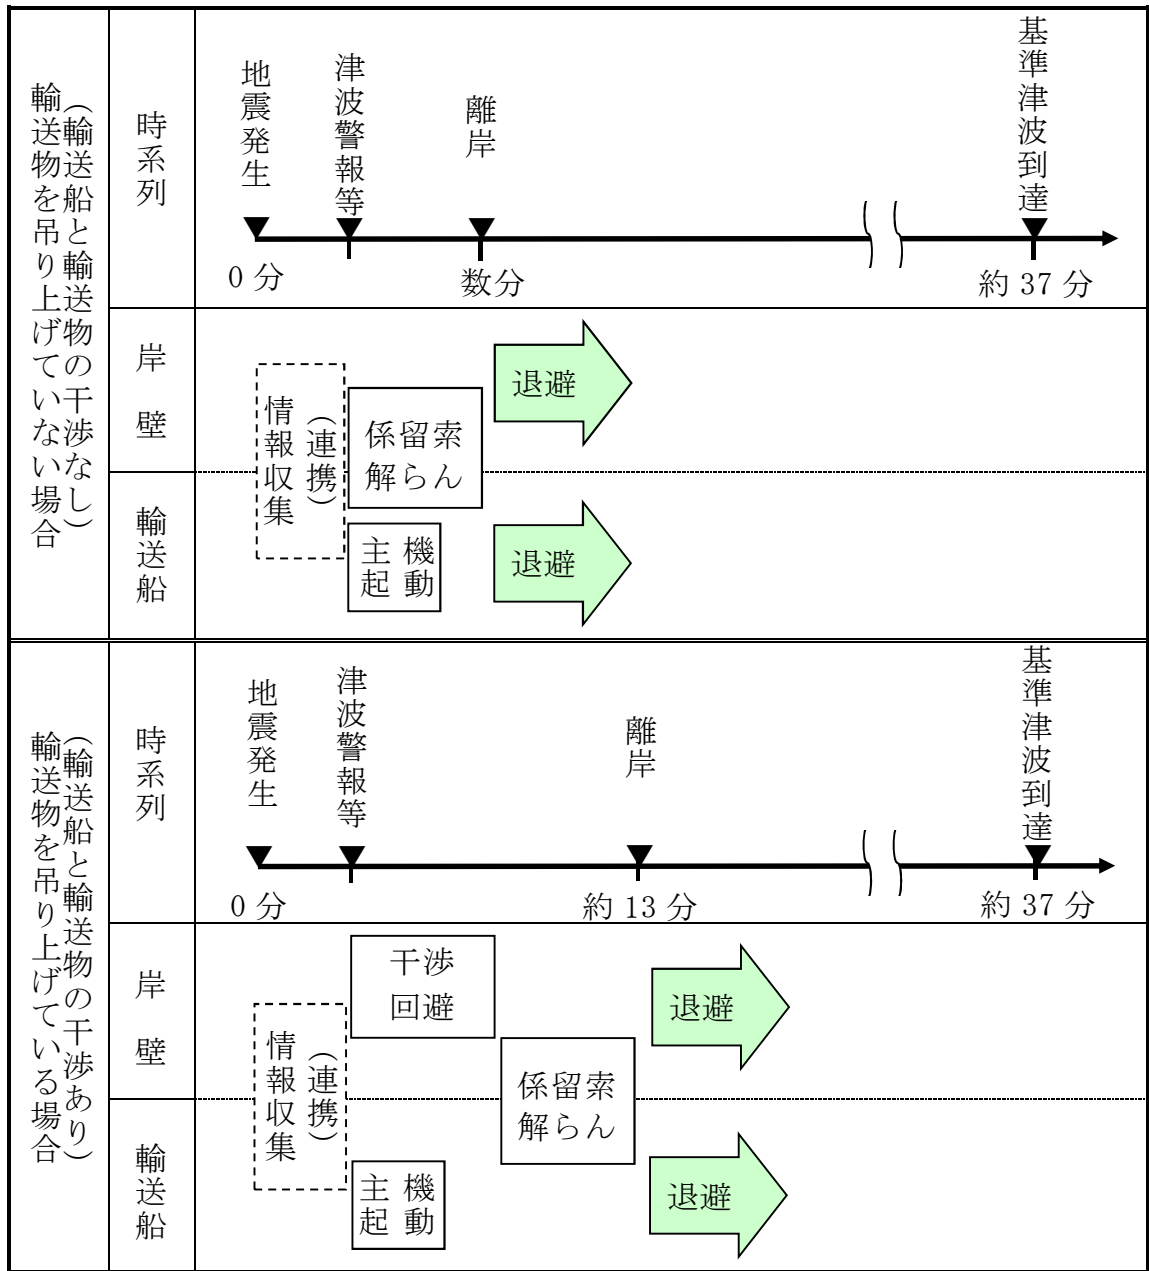 輸送物を吊り上げていない場合
（輸送船と輸送物の干渉なし）
時系列
地震発生
津波警報等
離岸
基準津波到達
0 分
数分
約 37 分
岸壁
情報収集
（連携）
係留索
解らん
退避
輸送船
主機
起動
退避
輸送物を吊り上げている場合
（輸送船と輸送物の干渉あり）
時系列
地震発生
津波警報等
離岸
基準津波到達
0 分
約 13 分
約 37 分
岸壁
干渉
回避
情報収集
（連携）
係留索
解らん
退避
輸送船
主機
起動
退避